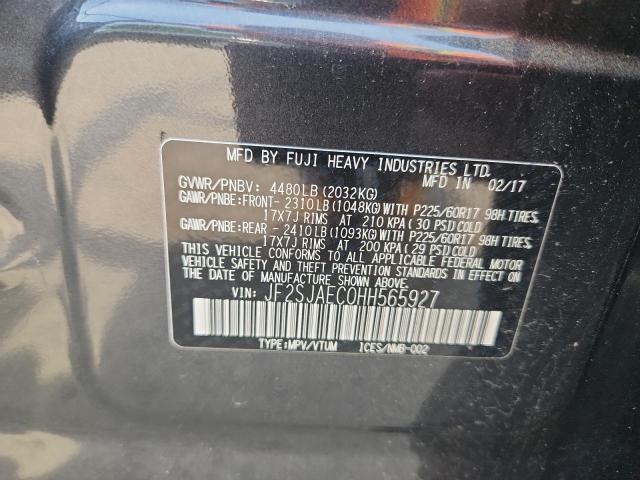 MFD BY FUJI HEAVY INDUSTRIES LTD.
GVWR/PNBV: 4480LB (2032KG) MFD IN 02/17
GAWR/PNBE:FRONT- 2310LB (1048KG) WITH P225/60R17 98H TIRES,
17X7J RIMS AT 210 KPA ( 30 PSI) COLD
GAWR/PNBE:REAR - 2410LB (1093KG) WITH P225/60R17 98H TIRES,
17X7J RIMS AT 200 KPA ( 29 PSI) COLD
THIS VEHICLE CONFORMS TO ALL APPLICABLE FEDERAL MOTOR
VEHICLE SAFETY STANDARDS IN EFFECT ON THE DATE OF
MANUFACTURE SHOWN ABOVE.
VIN: JF2SJAEC0HH565927
TYPE:MPV/VTUM ICES/NMB-002